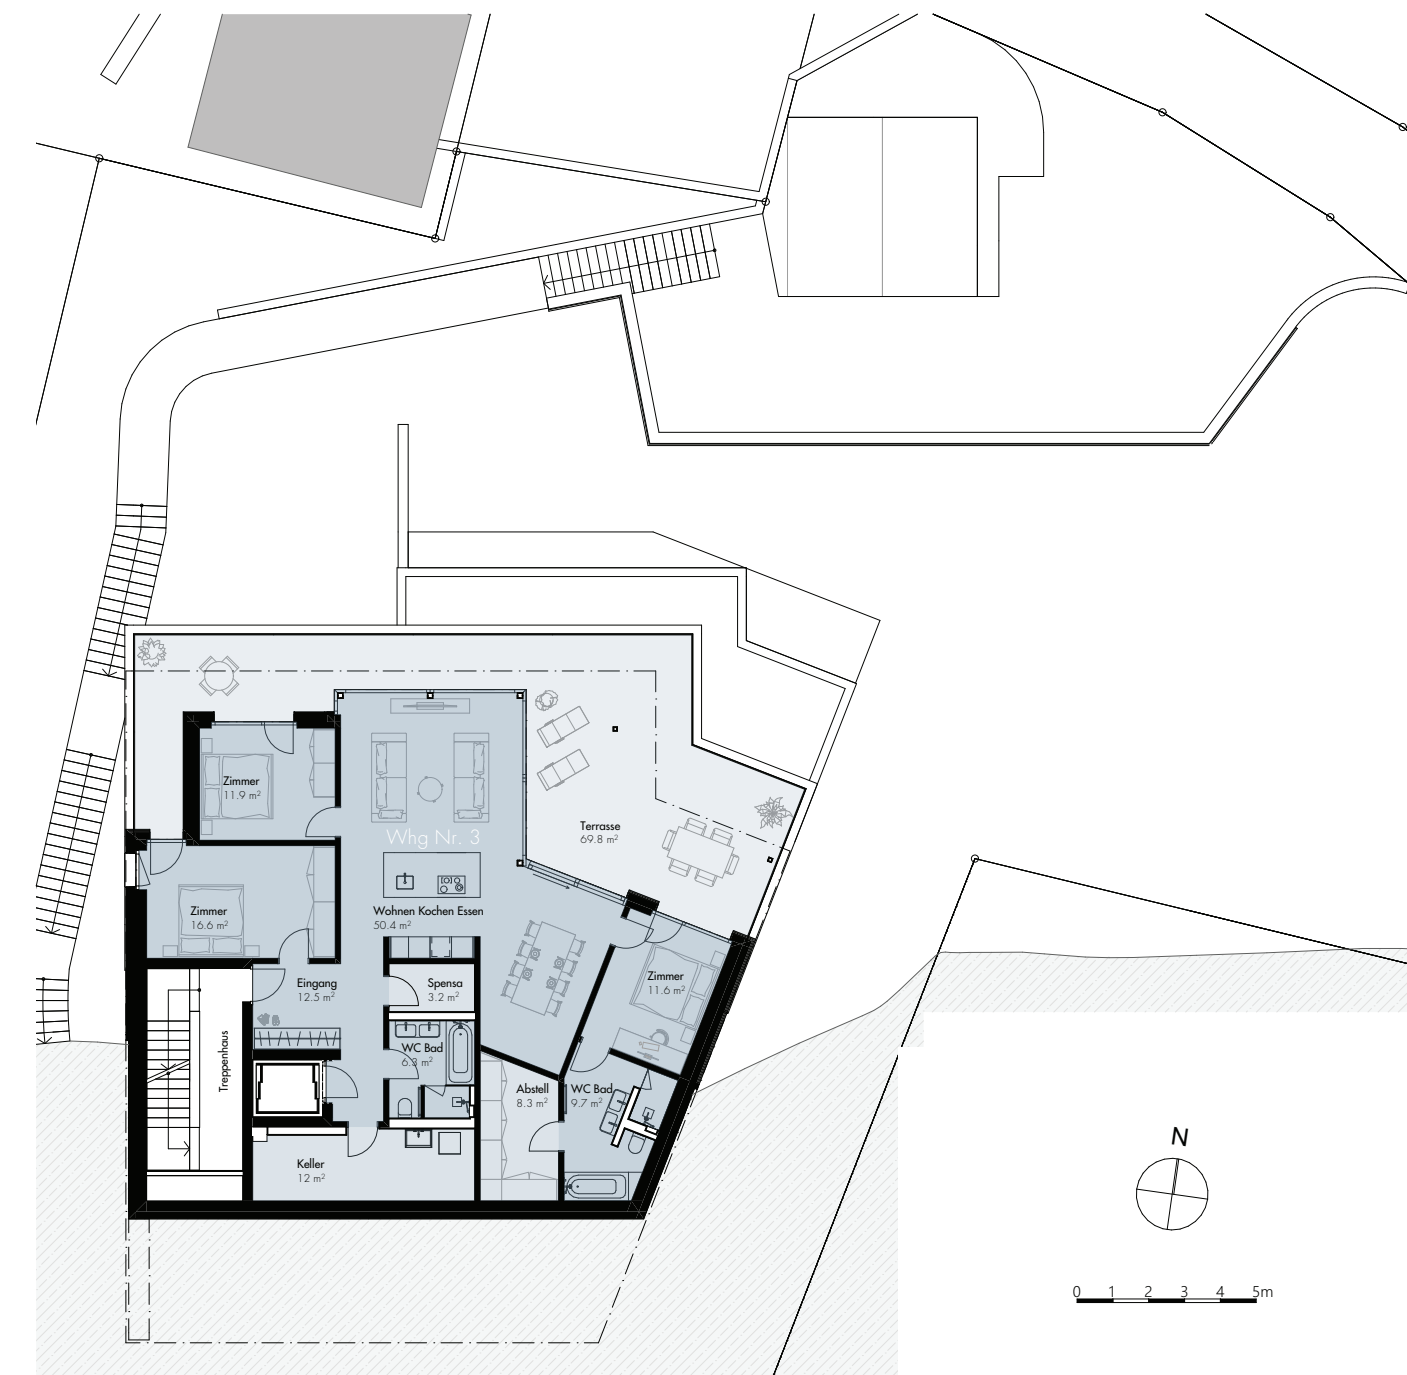 Zimmer
11.9 m²
Whg Nr. 3
Terrasse
69.8 m²
Zimmer
16.6 m²
Wohnen Kochen Essen
50.4 m²
Eingang
12.5 m²
Spensa
3.2 m²
Zimmer
11.6 m²
Treppenhaus
WC Bad
6.3 m²
Abstell
8.3 m²
WC Bad
9.7 m²
Keller
12 m²
N
0 1 2 3 4 5m